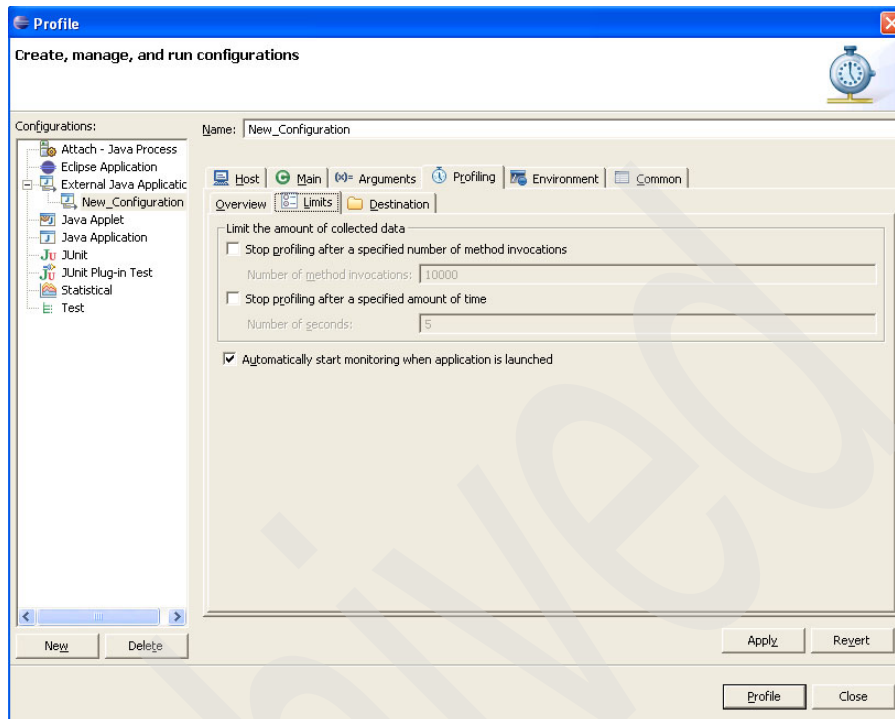 Profile
Create, manage, and run configurations
Configurations:
Attach - Java Process
Eclipse Application
External Java Applicatic
New_Configuration
Java Applet
Java Application
JUnit
JUnit Plug-in Test
Statistical
Test
New Delete
Name: New_Configuration
Host Main (x)= Arguments Profiling Environment Common
Overview Limits Destination
Limit the amount of collected data
Stop profiling after a specified number of method invocations
Number of method invocations: 10000
Stop profiling after a specified amount of time
Number of seconds: 5
Automatically start monitoring when application is launched
Apply Revert
Profile Close